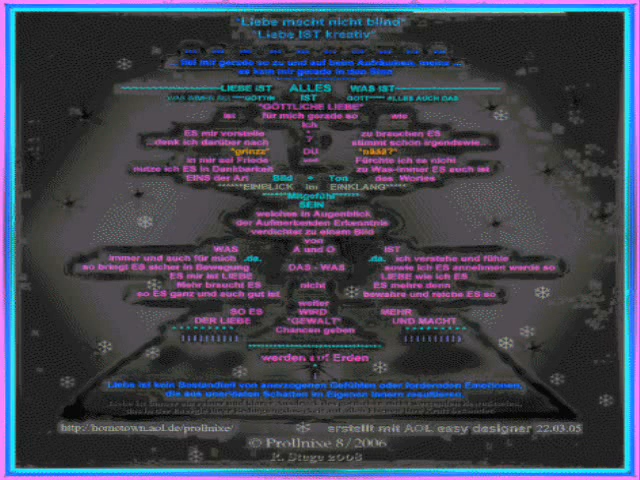 "Liebe macht nicht blind"
"Liebe IST kreativ"
... fiel mir gerade so zu und auf beim Aufräumen, meine ...
es kam mir gerade in den Sinn
LIEBE iST ALLES WAS IST
IST GOTT ALLES AUCH DAS
"GÖTTLICHE LIEBE"
ist für mich gerade so wie
ich
ES mir vorstelle zu brauchen ES
denk ich darüber nach ? stimmt schon irgendwie..
"grinzz" DU "näää?"
in mir auf Friede und Fürchte ich es nicht
nutze ich ES in Dankbarkeit zu Was-immer ES auch ist
EINS der Art Bild + Ton des Wortes
******EINBLICK im EINKLANG*****
Mitgefühl
SEIN
welches in Augenblick
der Aufmerkenden Erkenntnis
verdichtet zu einem Bild
von
WAS A und O IST
immer und auch für mich .da. .da. ich verstehe und fühle
so bringt ES sicher in Bewegung DAS - WAS sowie ich ES annehmen werde so
ES mir auf LIEBE LIEBE wie ich ES
Mehr braucht ES nicht ES mehre denn
so ES ganz und auch gut ist bewahre und reiche ES so
weiter
SO ES WIRD MEHR
DER LIEBE "GEWALT" UND MACHT
Chancen geben
werden auf Erden
Liebe ist kein Bestandteil von anerzogenen Gefühlen oder fordernden Emotionen,
die aus unerhellten Schatten im Eigenen Innern resultieren
http://hometown.aol.de/prollnixe/ erstellt mit AOL easy designer 22.03.05
© Prollnixe 8/2006
R. Stege 2008